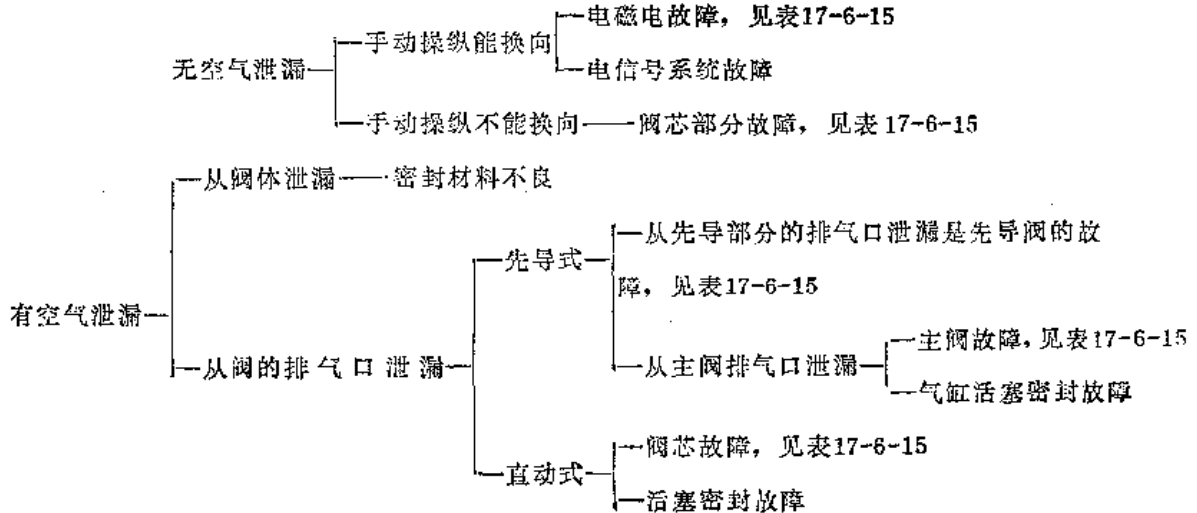 电磁电故障，见表17-6-15
手动操纵能换向
无空气泄漏
电信号系统故障
手动操纵不能换向
阀芯部分故障，见表17-6-15
从阀体泄漏
密封材料不良
从先导部分的排气口泄漏是先导阀的故
先导式
障，见表17-6-15
有空气泄漏
主阀故障，见表17-6-15
从阀的排气口泄漏
从主阀排气口泄漏
气缸活塞密封故障
阀芯故障，见表17-6-15
直动式
活塞密封故障